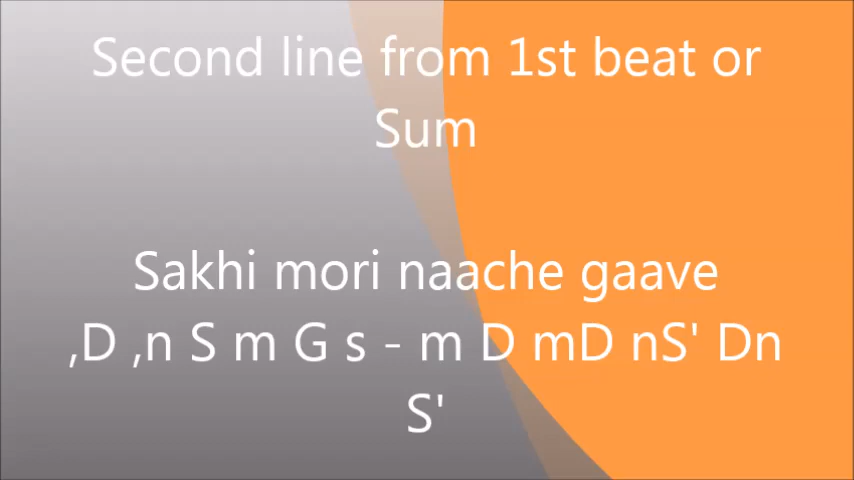 Second line from 1st beat or
Sum
Sakhi mori naache gaave
,D ,n S m G s - m D mD nS' Dn
S'